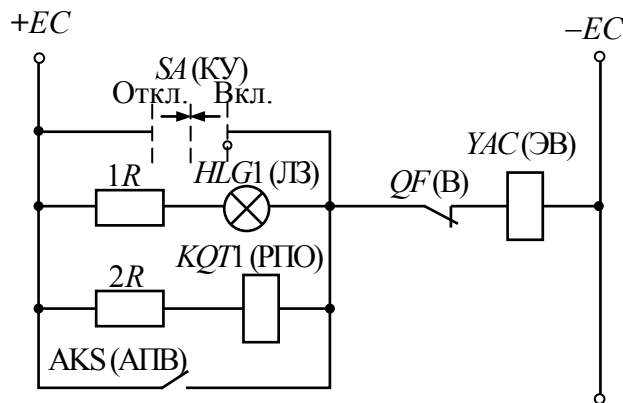 +EC
−EC
SA (КУ)
Откл. Вкл.
YAC (ЭВ)
1R
HLG1 (ЛЗ)
QF (В)
2R
KQT1 (РПО)
AKS (АПВ)